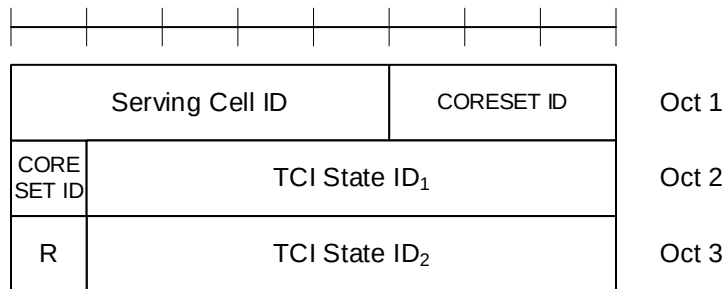 Serving Cell ID CORESET ID Oct 1
CORE
SET ID TCI State ID₁ Oct 2
R TCI State ID₂ Oct 3